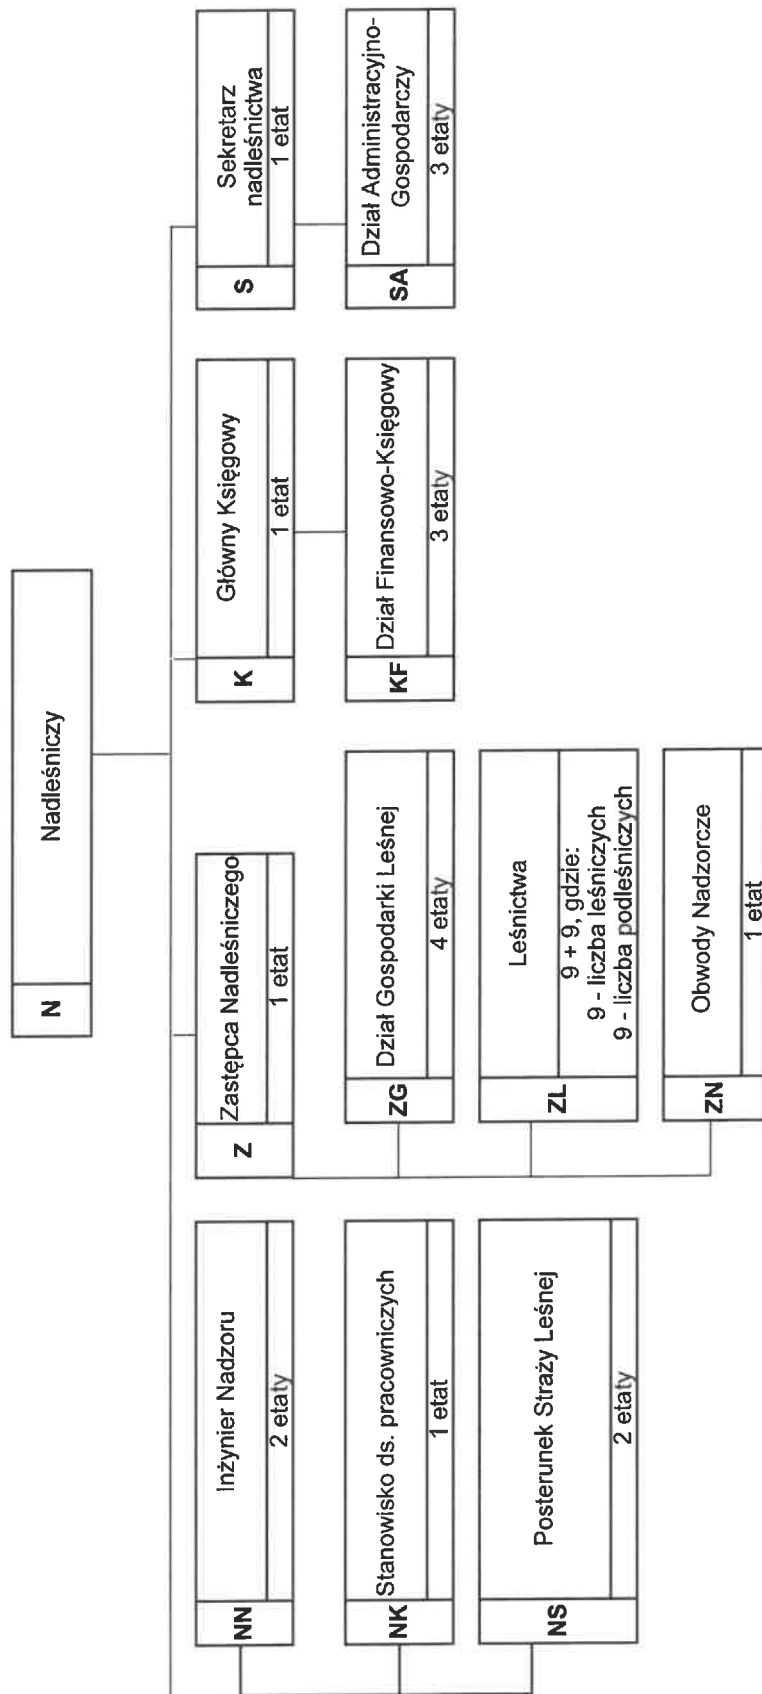 N
Nadleśniczy
NN
Inżynier Nadzoru
2 etaty
NK
Stanowisko ds. pracowniczych
1 etat
NS
Posterunek Straży Leśnej
2 etaty
Z
Zastępca Nadleśniczego
1 etat
ZG
Dział Gospodarki Leśnej
4 etaty
ZL
Leśnictwa
9 + 9, gdzie:
9 - liczba leśniczych
9 - liczba podleśniczych
ZN
Obwody Nadzorcze
1 etat
K
Główny Księgowy
1 etat
KF
Dział Finansowo-Księgowy
3 etaty
S
Sekretarz
nadleśnictwa
1 etat
SA
Dział Administracyjno-
Gospodarczy
3 etaty